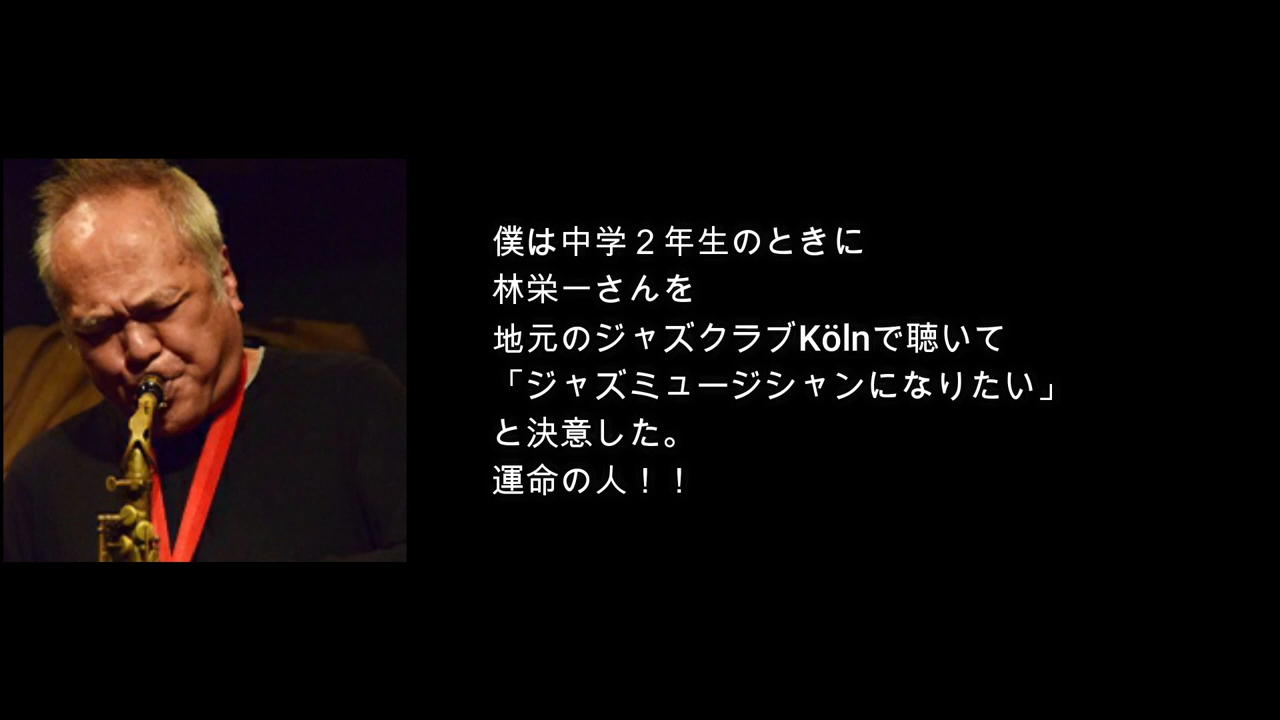 僕は中学２年生のときに
林栄一さんを
地元のジャズクラブKölnで聴いて
「ジャズミュージシャンになりたい」
と決意した。
運命の人！！